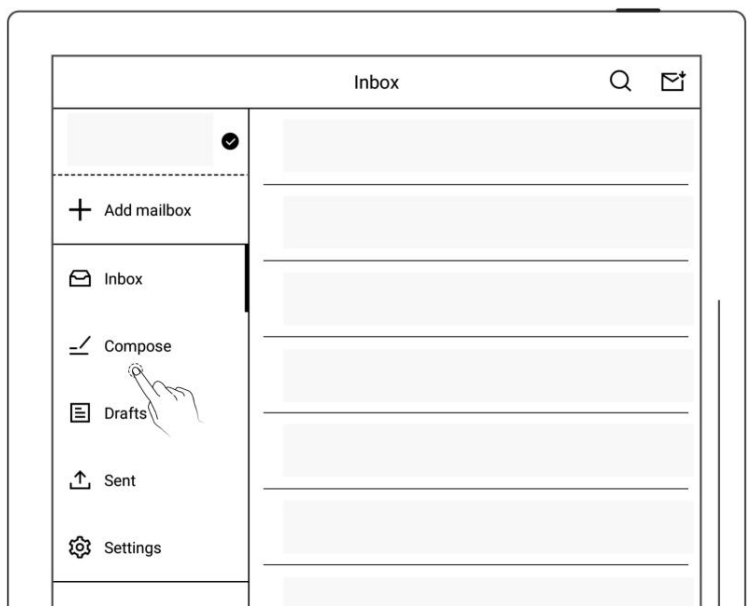 Inbox
Add mailbox
Inbox
Compose
Drafts
Sent
Settings